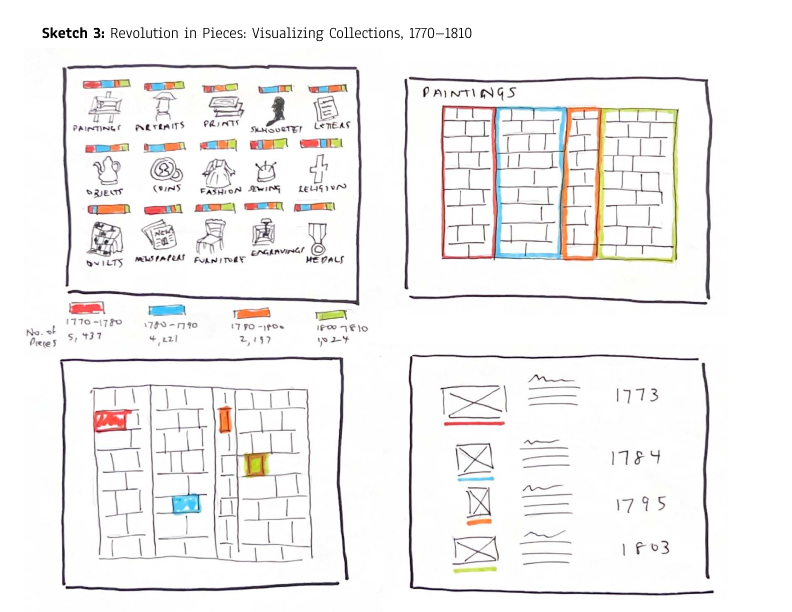 Sketch 3: Revolution in Pieces: Visualizing Collections, 1770–1810
PAINTINGS PORTRAITS PRINTS SILHOUETTES LETTERS
OBJECTS COINS FASHION SEWING RELIGION
NEWS
QUILTS NEWSPAPERS FURNITURE ENGRAVINGS MEDALS
No. of Pieces
1770-1780
5,437
1780-1790
4,221
1790-1800
2,197
1800-1810
1,024
PAINTINGS
1773
1784
1795
1803